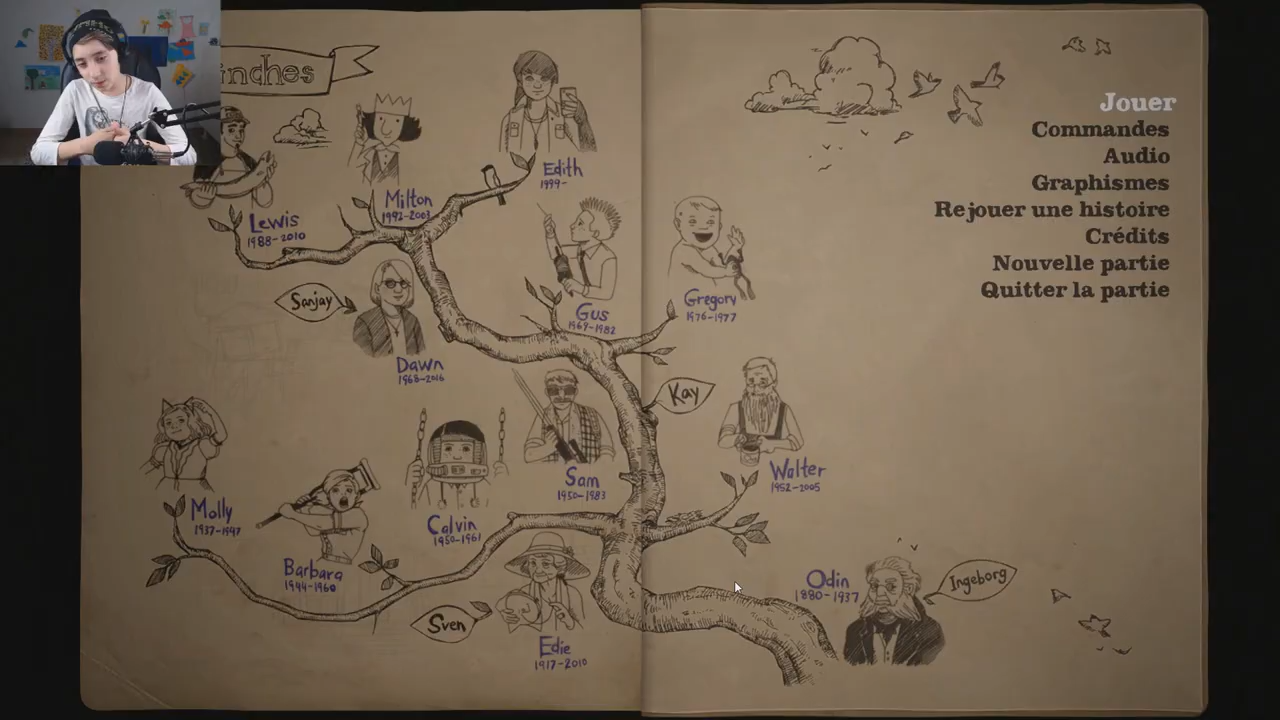 inches
Lewis
1988-2010
Milton
1992-2003
Edith
1999-
Sanjay
Dawn
1968-2016
Gus
1969-1982
Gregory
1976-1977
Kay
Sam
1950-1983
Walter
1952-2005
Molly
1937-1947
Barbara
1944-1960
Calvin
1950-1961
Sven
Edie
1917-2010
Odin
1880-1937
Ingeborg
Jouer
Commandes
Audio
Graphismes
Rejouer une histoire
Crédits
Nouvelle partie
Quitter la partie